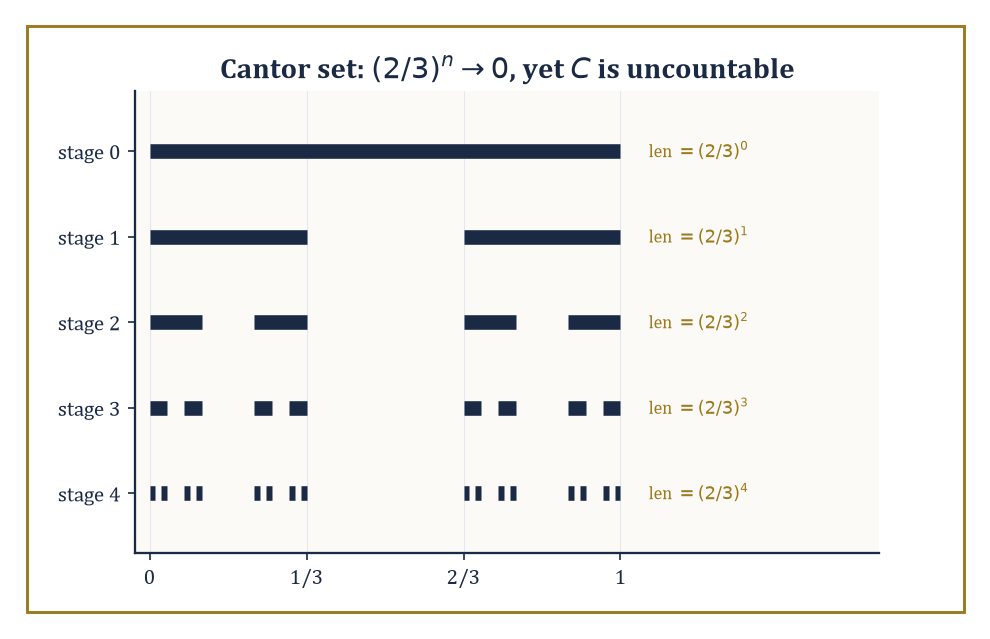 Cantor set: (2/3)ⁿ → 0, yet C is uncountable
stage 0
len = (2/3)⁰
stage 1
len = (2/3)¹
stage 2
len = (2/3)²
stage 3
len = (2/3)³
stage 4
len = (2/3)⁴
0 1/3 2/3 1